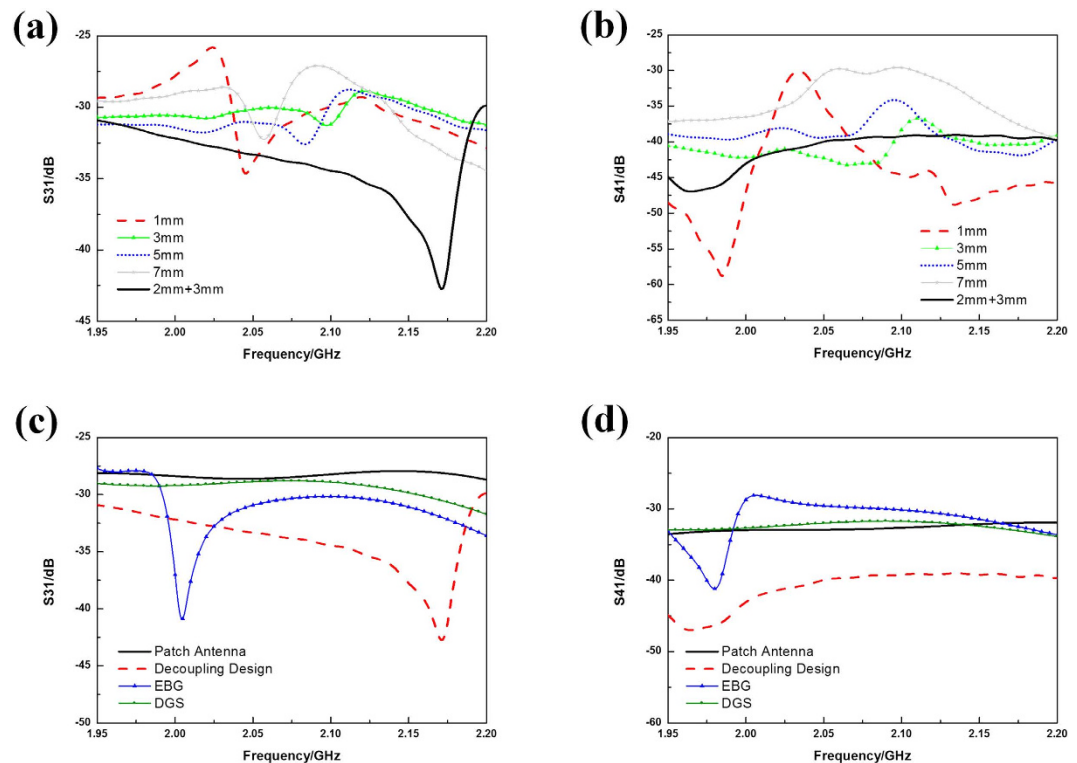 (a)
-25
-30
-35
-40
-45
S31/dB
1mm
3mm
5mm
7mm
2mm+3mm
1.95 2.00 2.05 2.10 2.15 2.20
Frequency/GHz
(b)
-25
-30
-35
-40
-45
-50
-55
-60
-65
S41/dB
1mm
3mm
5mm
7mm
2mm+3mm
1.95 2.00 2.05 2.10 2.15 2.20
Frequency/GHz
(c)
-25
-30
-35
-40
-45
-50
S31/dB
Patch Antenna
Decoupling Design
EBG
DGS
1.95 2.00 2.05 2.10 2.15 2.20
Frequency/GHz
(d)
-20
-30
-40
-50
-60
S41/dB
Patch Antenna
Decoupling Design
EBG
DGS
1.95 2.00 2.05 2.10 2.15 2.20
Frequency/GHz